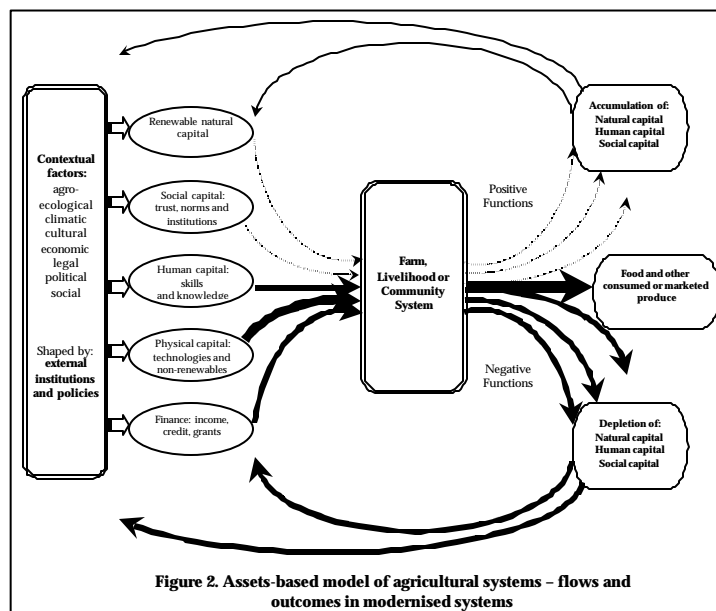 Contextual
factors:
agro-
ecological
climatic
cultural
economic
legal
political
social
Shaped by:
external
institutions
and policies
Renewable natural
capital
Social capital:
trust, norms and
institutions
Human capital:
skills
and knowledge
Physical capital:
technologies and
non-renewables
Finance: income,
credit, grants
Farm,
Livelihood or
Community
System
Positive
Functions
Negative
Functions
Accumulation of:
Natural capital
Human capital
Social capital
Food and other
consumed or marketed
produce
Depletion of:
Natural capital
Human capital
Social capital
Figure 2. Assets-based model of agricultural systems – flows and
outcomes in modernised systems